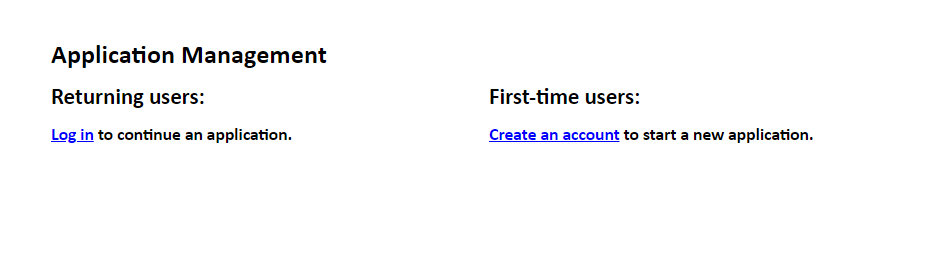 Application Management
Returning users:
Log in to continue an application.
First-time users:
Create an account to start a new application.